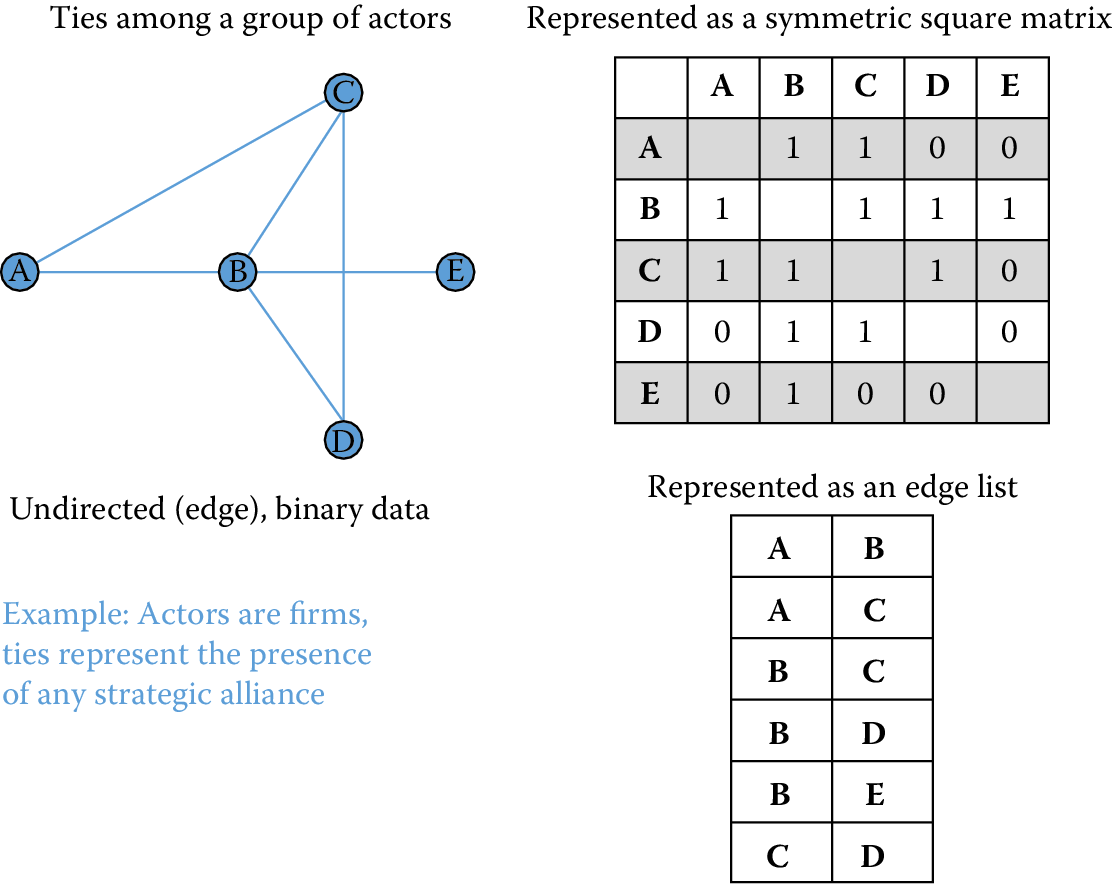 Ties among a group of actors
C
A
B
E
D
Undirected (edge), binary data
Example: Actors are firms,
ties represent the presence
of any strategic alliance
Represented as a symmetric square matrix
A B C D E
A 1 1 0 0
B 1 1 1 1
C 1 1 1 0
D 0 1 1 0
E 0 1 0 0
Represented as an edge list
A B
A C
B C
B D
B E
C D